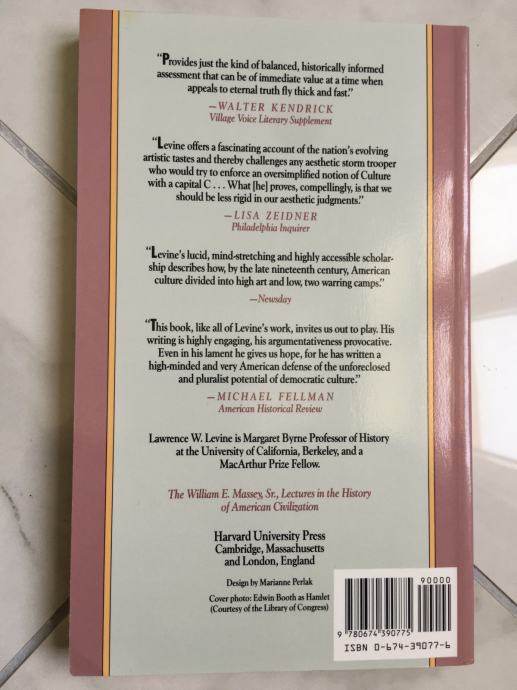 “Provides just the kind of balanced, historically informed
assessment that can be of immediate value at a time when
appeals to eternal truth fly thick and fast.”
—WALTER KENDRICK
Village Voice Literary Supplement
“Levine offers a fascinating account of the nation's evolving
artistic tastes and thereby challenges any aesthetic storm trooper
who would try to enforce an oversimplified notion of Culture
with a capital C . . . What [he] proves, compellingly, is that we
should be less rigid in our aesthetic judgments.”
—LISA ZEIDNER
Philadelphia Inquirer
“Levine's lucid, mind-stretching and highly accessible scholar-
ship describes how, by the late nineteenth century, American
culture divided into high art and low, two warring camps.”
—Newsday
“This book, like all of Levine's work, invites us out to play. His
writing is highly engaging, his argumentativeness provocative.
Even in his lament he gives us hope, for he has written a
high-minded and very American defense of the unforeclosed
and pluralist potential of democratic culture.”
—MICHAEL FELLMAN
American Historical Review
Lawrence W. Levine is Margaret Byrne Professor of History
at the University of California, Berkeley, and a
MacArthur Prize Fellow.
The William E. Massey, Sr., Lectures in the History
of American Civilization
Harvard University Press
Cambridge, Massachusetts
and London, England
Design by Marianne Perlak
Cover photo: Edwin Booth as Hamlet
(Courtesy of the Library of Congress)
90000
9 780674 390775
ISBN 0-674-39077-6